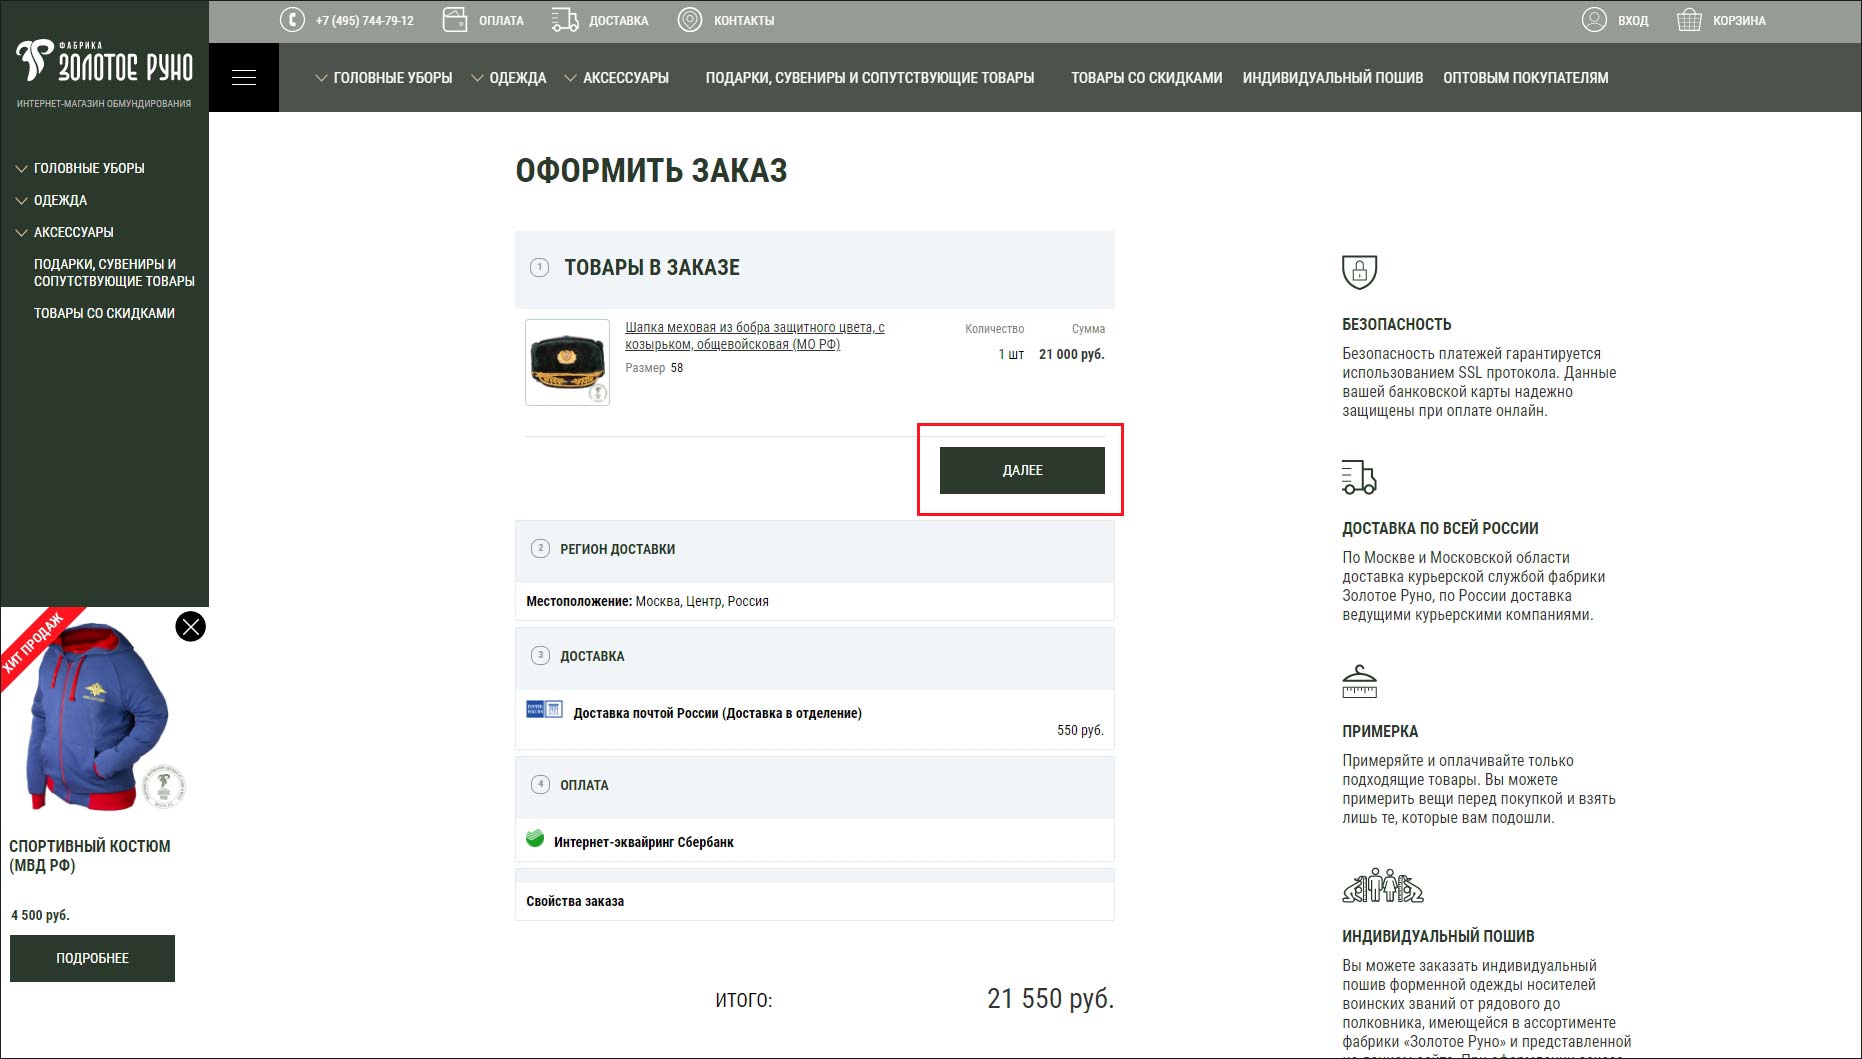 ФАБРИКА
ЗОЛОТОЕ РУНО
ИНТЕРНЕТ-МАГАЗИН ОБМУНДИРОВАНИЯ
+7 (495) 744-79-12
ОПЛАТА
ДОСТАВКА
КОНТАКТЫ
ВХОД
КОРЗИНА
ГОЛОВНЫЕ УБОРЫ
ОДЕЖДА
АКСЕССУАРЫ
ПОДАРКИ, СУВЕНИРЫ И СОПУТСТВУЮЩИЕ ТОВАРЫ
ТОВАРЫ СО СКИДКАМИ
ИНДИВИДУАЛЬНЫЙ ПОШИВ
ОПТОВЫМ ПОКУПАТЕЛЯМ
ГОЛОВНЫЕ УБОРЫ
ОДЕЖДА
АКСЕССУАРЫ
ПОДАРКИ, СУВЕНИРЫ И
СОПУТСТВУЮЩИЕ ТОВАРЫ
ТОВАРЫ СО СКИДКАМИ
ХИТ ПРОДАЖ
СПОРТИВНЫЙ КОСТЮМ
(МВД РФ)
4 500 руб.
ПОДРОБНЕЕ
ОФОРМИТЬ ЗАКАЗ
1 ТОВАРЫ В ЗАКАЗЕ
Шапка меховая из бобра защитного цвета, с
козырьком, общевойсковая (МО РФ)
Размер 58
Количество
1 шт
Сумма
21 000 руб.
ДАЛЕЕ
2 РЕГИОН ДОСТАВКИ
Местоположение: Москва, Центр, Россия
3 ДОСТАВКА
Доставка почтой России (Доставка в отделение)
550 руб.
4 ОПЛАТА
Интернет-эквайринг Сбербанк
Свойства заказа
ИТОГО:
21 550 руб.
БЕЗОПАСНОСТЬ
Безопасность платежей гарантируется
использованием SSL протокола. Данные
вашей банковской карты надежно
защищены при оплате онлайн.
ДОСТАВКА ПО ВСЕЙ РОССИИ
По Москве и Московской области
доставка курьерской службой фабрики
Золотое Руно, по России доставка
ведущими курьерскими компаниями.
ПРИМЕРКА
Примеряйте и оплачивайте только
подходящие товары. Вы можете
примерить вещи перед покупкой и взять
лишь те, которые вам подошли.
ИНДИВИДУАЛЬНЫЙ ПОШИВ
Вы можете заказать индивидуальный
пошив форменной одежды носителей
воинских званий от рядового до
полковника, имеющейся в ассортименте
фабрики «Золотое Руно» и представленной